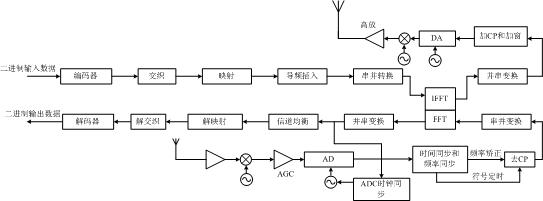 高放
DA
加CP和加窗
二进制输入数据
编码器
交织
映射
导频插入
串并转换
并串变换
IFFT
二进制输出数据
解码器
解交织
解映射
信道均衡
并串变换
FFT
串并变换
AGC
AD
时间同步和
频率同步
频率矫正
去CP
符号定时
ADC时钟同
步